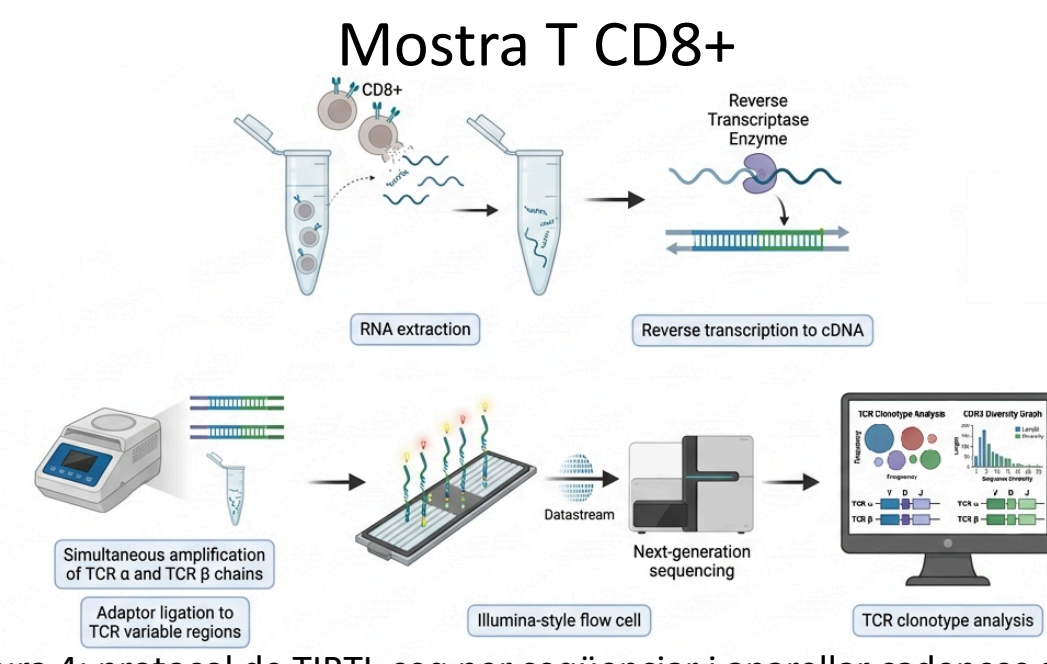 Mostra T CD8+
CD8+
Reverse
Transcriptase
Enzyme
RNA extraction
Reverse transcription to cDNA
Simultaneous amplification
of TCR α and TCR β chains
Adaptor ligation to
TCR variable regions
Datastream
Illumina-style flow cell
Next-generation
sequencing
TCR Clonotype Analysis
CDR3 Diversity Graph
V D J
TCR α
TCR β
V D J
TCR α
TCR β
TCR clonotype analysis
4: protocol de TIRTL-seq per seqüenciar i aparellar cadenes